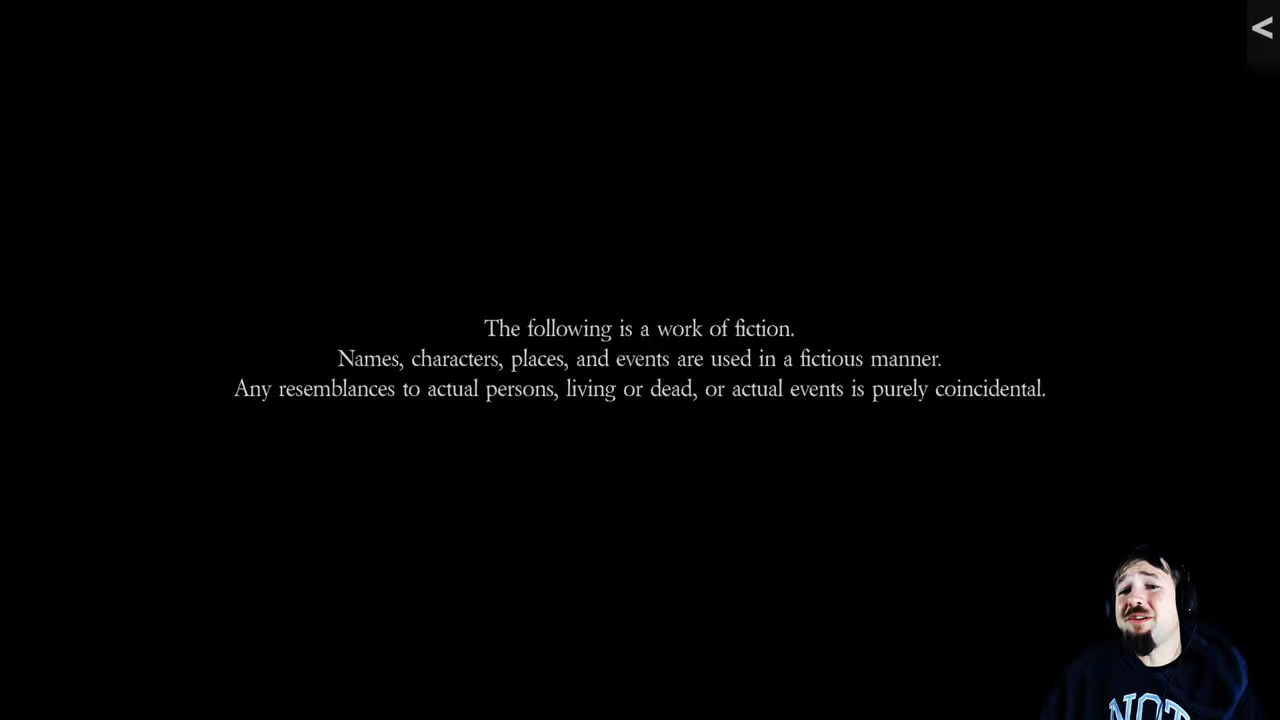 <
The following is a work of fiction.
Names, characters, places, and events are used in a fictious manner.
Any resemblances to actual persons, living or dead, or actual events is purely coincidental.
NOT